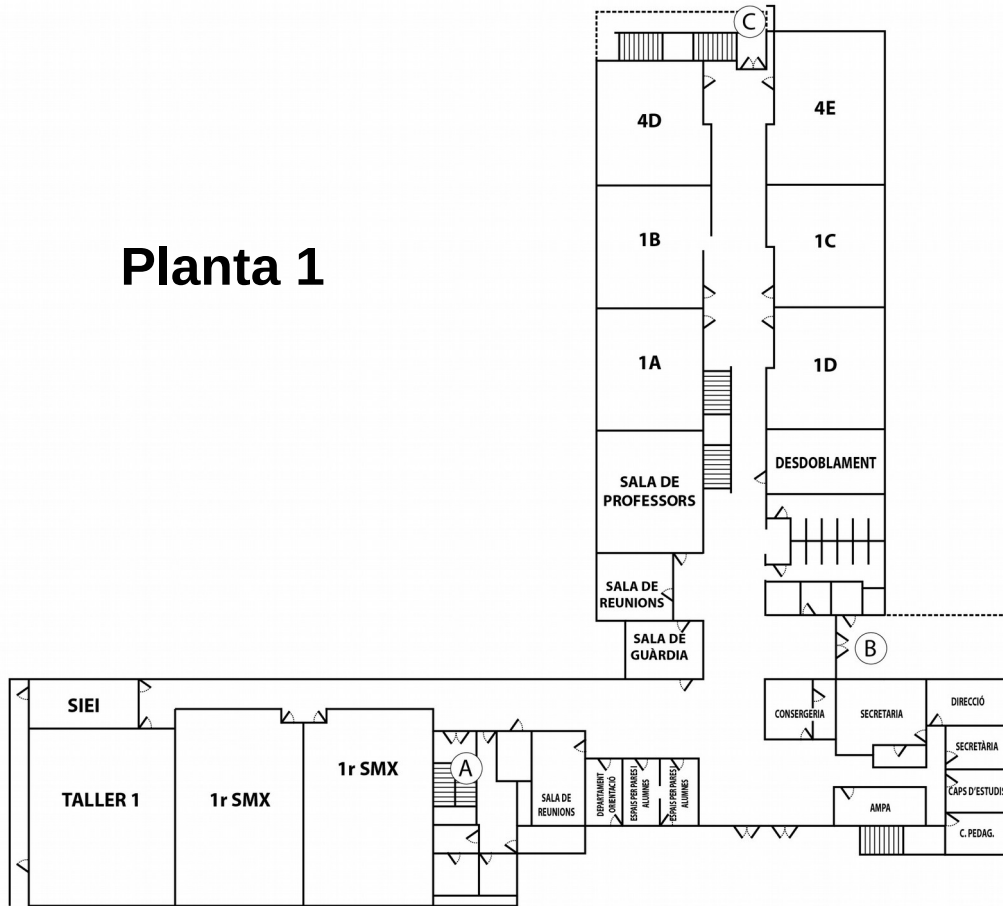 C
4D
4E
Planta 1
1B
1C
1A
1D
DESDOBLAMENT
SALA DE
PROFESSORS
SALA DE
REUNIONS
SALA DE
GUÀRDIA
B
SIEI
CONSERGERIA
SECRETARIA
DIRECCIÓ
SECRETÀRIA
CAPS D'ESTUDIS
C. PEDAG.
TALLER 1
1r SMX
1r SMX
A
SALA DE
REUNIONS
DEPARTAMENT
ORIENTACIÓ
ESPAIS PER PARES I
ALUMNES
ESPAIS PER PARES I
ALUMNES
AMPA